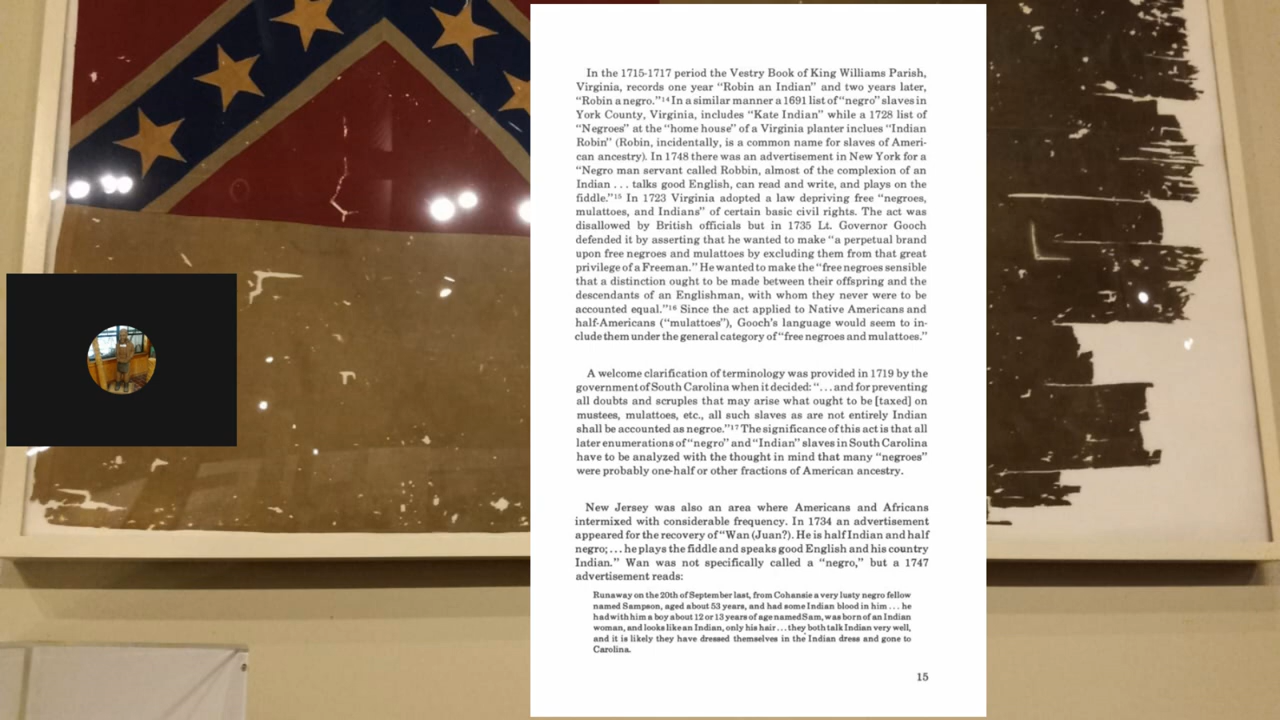 In the 1715-1717 period the Vestry Book of King Williams Parish,
Virginia, records one year “Robin an Indian” and two years later,
“Robin a negro.”¹⁴ In a similar manner a 1691 list of “negro” slaves in
York County, Virginia, includes “Kate Indian” while a 1728 list of
“Negroes” at the “home house” of a Virginia planter inclues “Indian
Robin” (Robin, incidentally, is a common name for slaves of Ameri-
can ancestry). In 1748 there was an advertisement in New York for a
“Negro man servant called Robbin, almost of the complexion of an
Indian . . . talks good English, can read and write, and plays on the
fiddle.”¹⁵ In 1723 Virginia adopted a law depriving free “negroes,
mulattoes, and Indians” of certain basic civil rights. The act was
disallowed by British officials but in 1735 Lt. Governor Gooch
defended it by asserting that he wanted to make “a perpetual brand
upon free negroes and mulattoes by excluding them from that great
privilege of a Freeman.” He wanted to make the “free negroes sensible
that a distinction ought to be made between their offspring and the
descendants of an Englishman, with whom they never were to be
accounted equal.”¹⁶ Since the act applied to Native Americans and
half-Americans (“mulattoes”), Gooch’s language would seem to in-
clude them under the general category of “free negroes and mulattoes.”
A welcome clarification of terminology was provided in 1719 by the
government of South Carolina when it decided: “. . . and for preventing
all doubts and scruples that may arise what ought to be [taxed] on
mustees, mulattoes, etc., all such slaves as are not entirely Indian
shall be accounted as negroe.”¹⁷ The significance of this act is that all
later enumerations of “negro” and “Indian” slaves in South Carolina
have to be analyzed with the thought in mind that many “negroes”
were probably one-half or other fractions of American ancestry.
New Jersey was also an area where Americans and Africans
intermixed with considerable frequency. In 1734 an advertisement
appeared for the recovery of “Wan (Juan?). He is half Indian and half
negro; . . . he plays the fiddle and speaks good English and his country
Indian.” Wan was not specifically called a “negro,” but a 1747
advertisement reads:
Runaway on the 20th of September last, from Cohansie a very lusty negro fellow
named Sampson, aged about 53 years, and had some Indian blood in him . . . he
had with him a boy about 12 or 13 years of age named Sam, was born of an Indian
woman, and looks like an Indian, only his hair . . . they both talk Indian very well,
and it is likely they have dressed themselves in the Indian dress and gone to
Carolina.
15